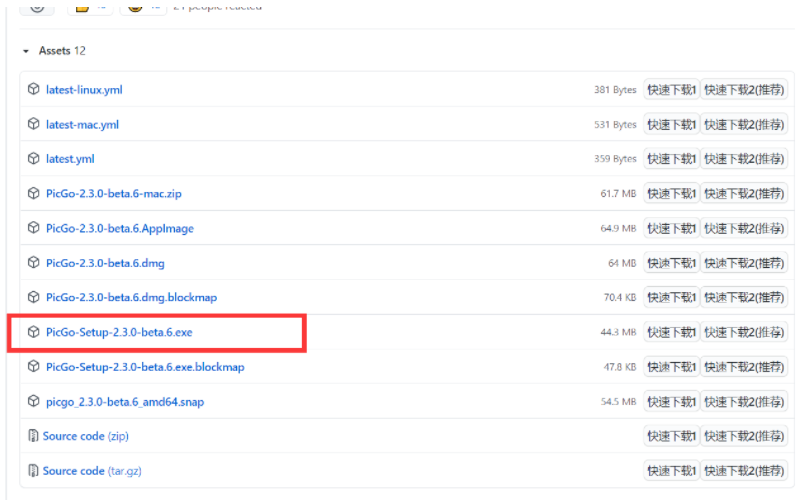 Assets 12
latest-linux.yml 381 Bytes 快速下载1 快速下载2(推荐)
latest-mac.yml 531 Bytes 快速下载1 快速下载2(推荐)
latest.yml 359 Bytes 快速下载1 快速下载2(推荐)
PicGo-2.3.0-beta.6-mac.zip 61.7 MB 快速下载1 快速下载2(推荐)
PicGo-2.3.0-beta.6.AppImage 64.9 MB 快速下载1 快速下载2(推荐)
PicGo-2.3.0-beta.6.dmg 64 MB 快速下载1 快速下载2(推荐)
PicGo-2.3.0-beta.6.dmg.blockmap 70.4 KB 快速下载1 快速下载2(推荐)
PicGo-Setup-2.3.0-beta.6.exe 44.3 MB 快速下载1 快速下载2(推荐)
PicGo-Setup-2.3.0-beta.6.exe.blockmap 47.8 KB 快速下载1 快速下载2(推荐)
picgo_2.3.0-beta.6_amd64.snap 54.5 MB 快速下载1 快速下载2(推荐)
Source code (zip) 快速下载1 快速下载2(推荐)
Source code (tar.gz) 快速下载1 快速下载2(推荐)